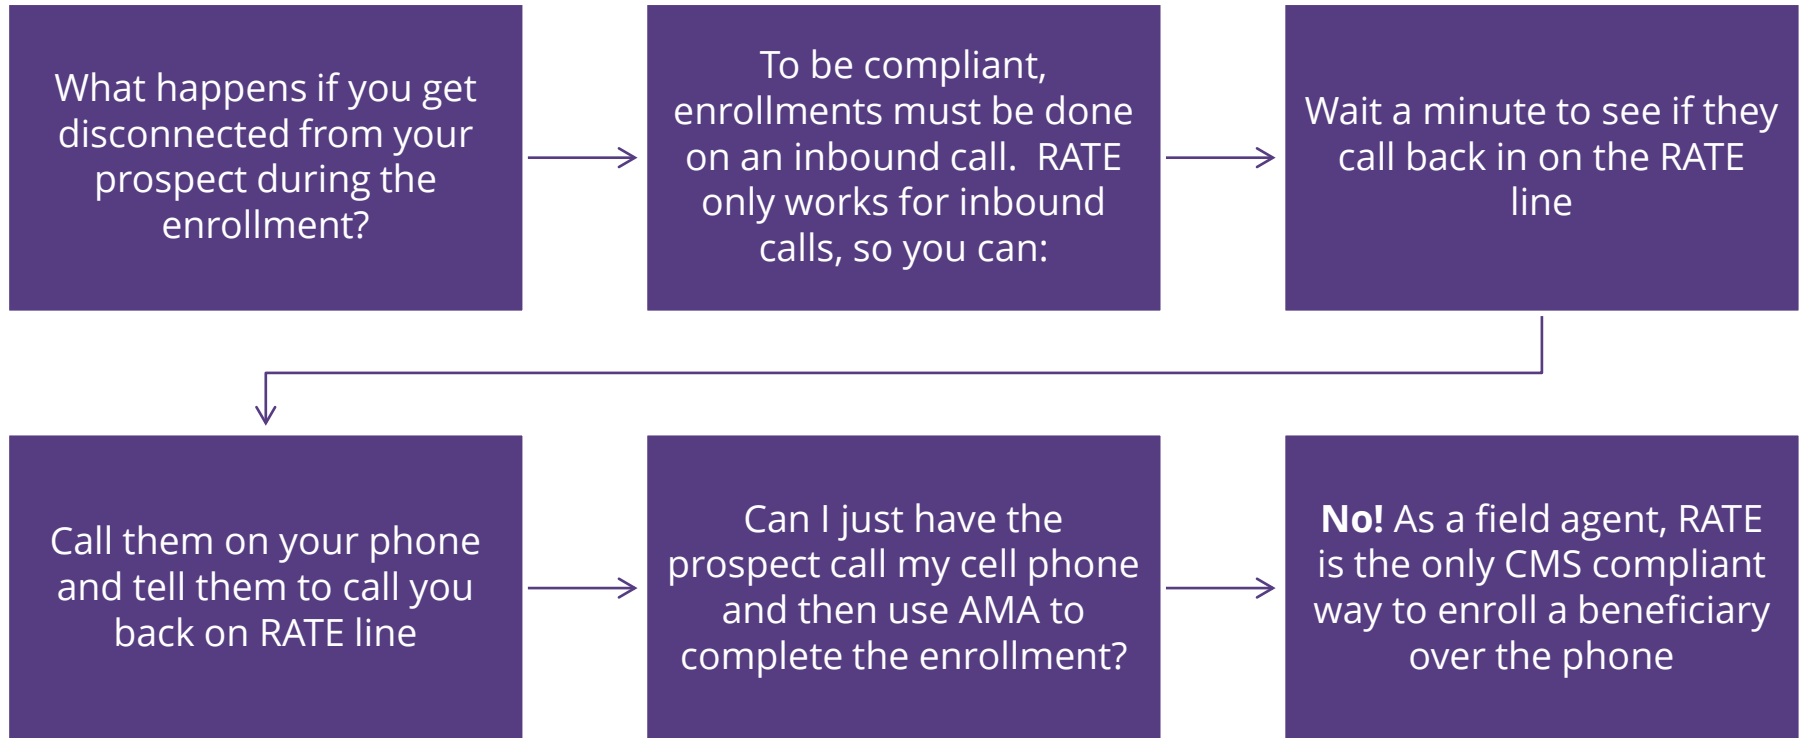 What happens if you get
disconnected from your
prospect during the
enrollment?
To be compliant,
enrollments must be done
on an inbound call.  RATE
only works for inbound
calls, so you can:
Wait a minute to see if they
call back in on the RATE
line
Call them on your phone
and tell them to call you
back on RATE line
Can I just have the
prospect call my cell phone
and then use AMA to
complete the enrollment?
No! As a field agent, RATE
is the only CMS compliant
way to enroll a beneficiary
over the phone